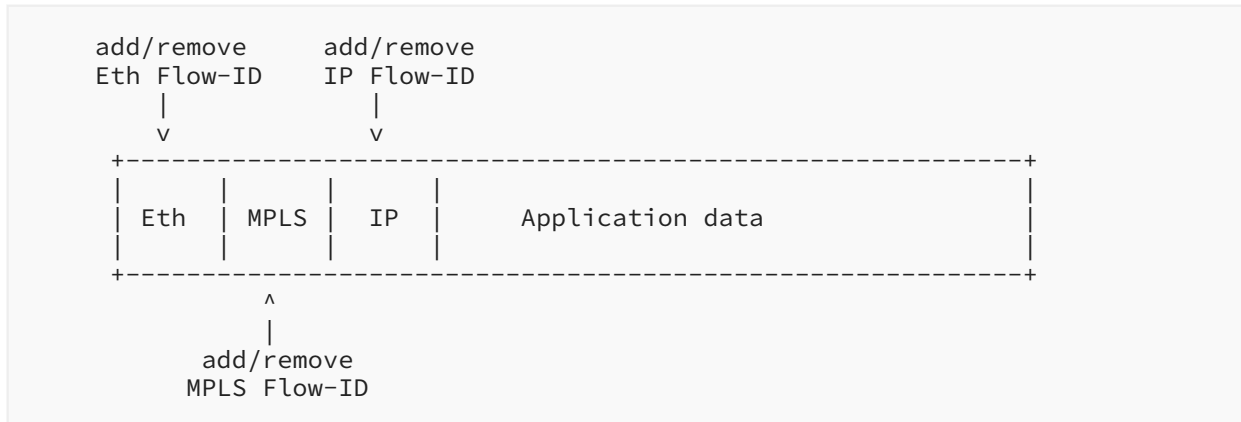 add/remove add/remove
Eth Flow-ID IP Flow-ID
Eth MPLS IP Application data
add/remove
MPLS Flow-ID